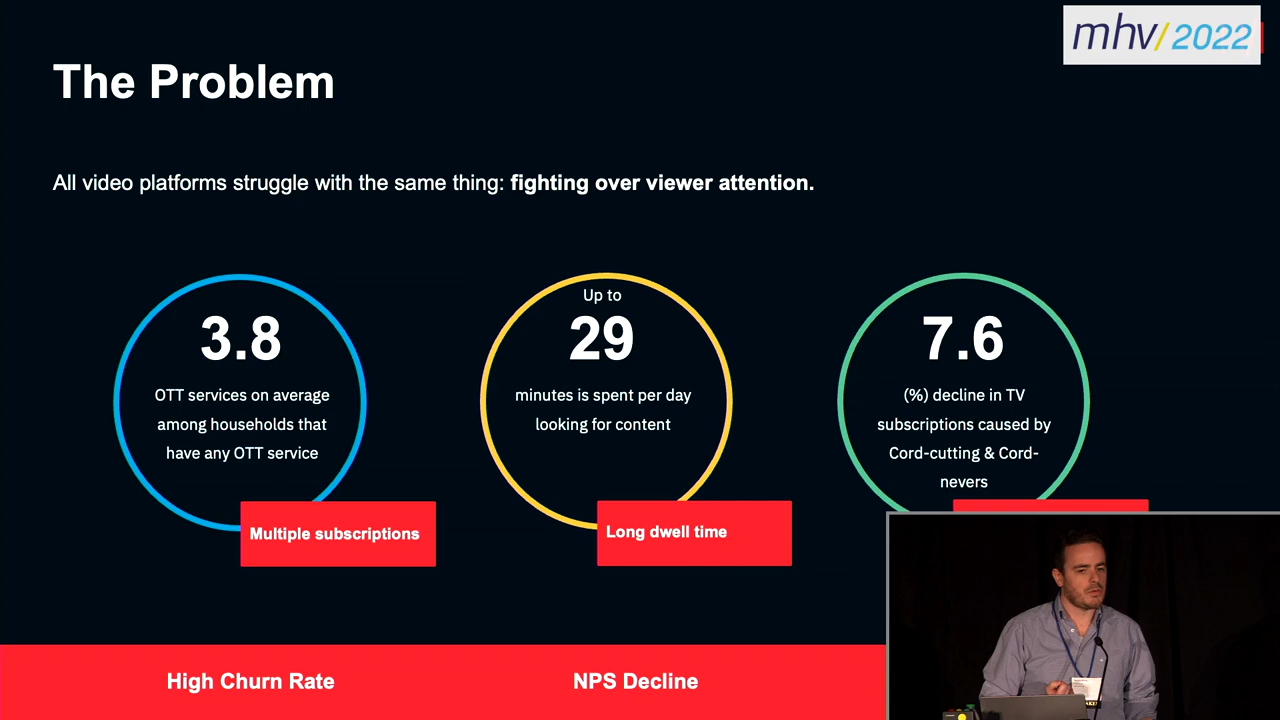 mhv/2022
The Problem
All video platforms struggle with the same thing: fighting over viewer attention.
3.8
OTT services on average
among households that
have any OTT service
Multiple subscriptions
Up to
29
minutes is spent per day
looking for content
Long dwell time
7.6
(%) decline in TV
subscriptions caused by
Cord-cutting & Cord-
nevers
High Churn Rate
NPS Decline